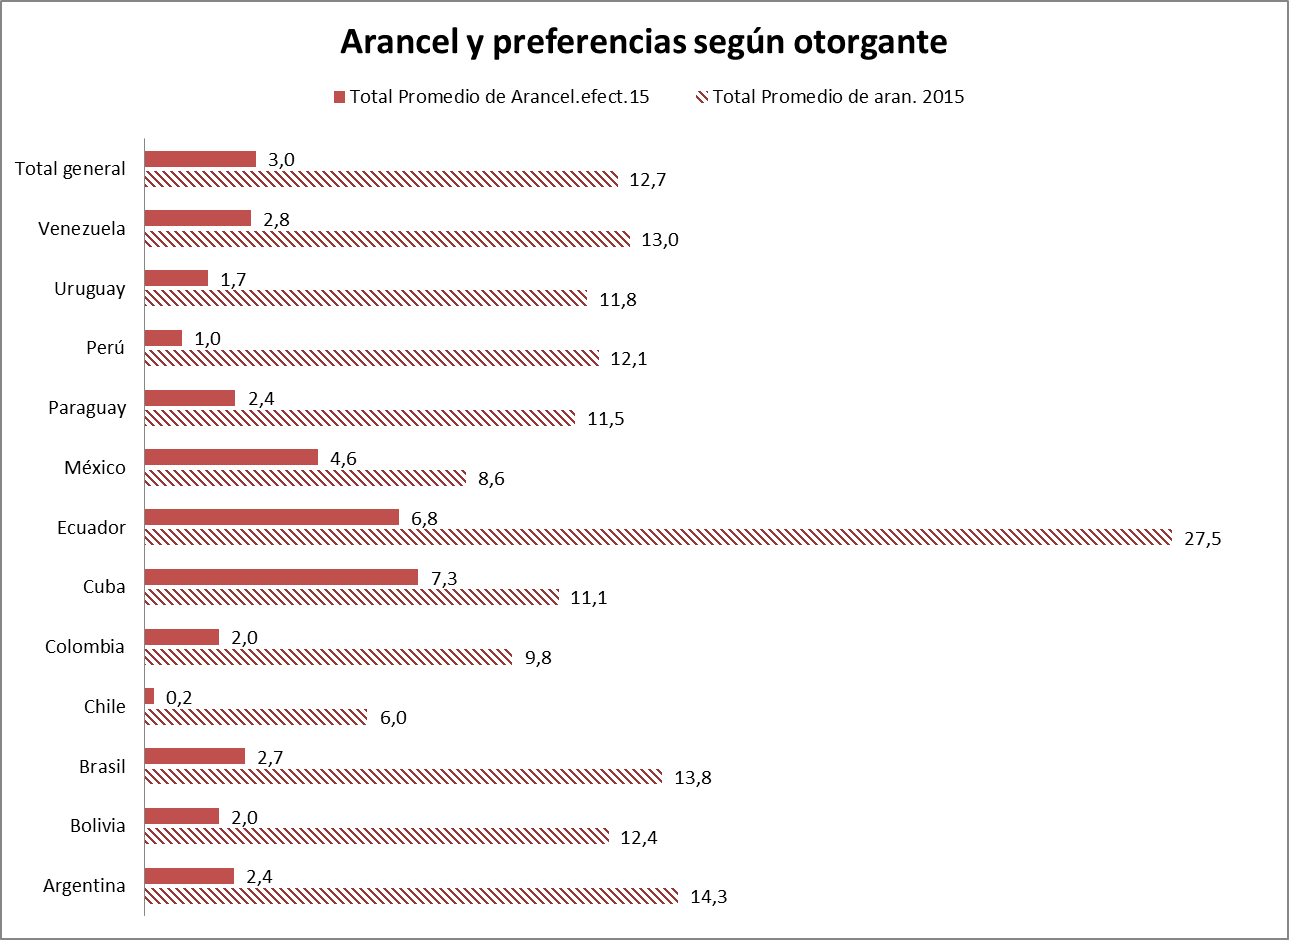 Arancel y preferencias según otorgante
Total Promedio de Arancel.efect.15 Total Promedio de aran. 2015
Total general 3,0
12,7
Venezuela 2,8
13,0
Uruguay 1,7
11,8
Perú 1,0
12,1
Paraguay 2,4
11,5
México 4,6
8,6
Ecuador 6,8
27,5
Cuba 7,3
11,1
Colombia 2,0
9,8
Chile 0,2
6,0
Brasil 2,7
13,8
Bolivia 2,0
12,4
Argentina 2,4
14,3